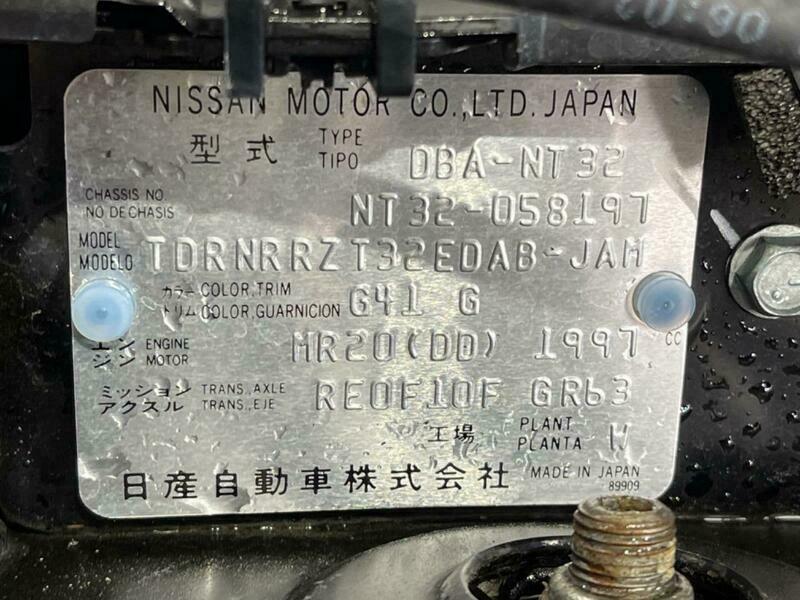 NISSAN MOTOR CO.,LTD. JAPAN
型式 TYPE TIPO DBA-NT32
CHASSIS NO. NO DE CHASIS NT32-058197
MODEL MODELO TDRNRRZ T32EDAB-JAM
カラー COLOR,TRIM トリム COLOR,GUARNICION G41 G
エンジン ENGINE MOTOR MR20(DD) 1997 CC
ミッション TRANS.,AXLE アクスル TRANS.,EJE RE0F10F GR63
工場 PLANT PLANTA W
日産自動車株式会社 MADE IN JAPAN
89909